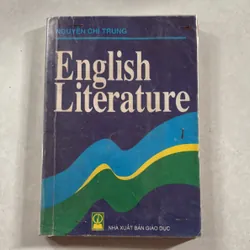 NGUYỄN CHÍ TRUNG
English
Literature
NHÀ XUẤT BẢN GIÁO DỤC